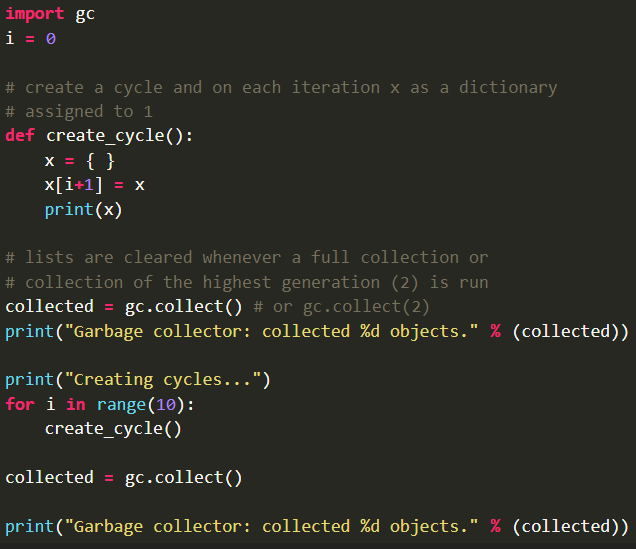 import gc
i = 0
# create a cycle and on each iteration x as a dictionary
# assigned to 1
def create_cycle():
    x = { }
    x[i+1] = x
    print(x)
# lists are cleared whenever a full collection or
# collection of the highest generation (2) is run
collected = gc.collect() # or gc.collect(2)
print("Garbage collector: collected %d objects." % (collected))
print("Creating cycles...")
for i in range(10):
    create_cycle()
collected = gc.collect()
print("Garbage collector: collected %d objects." % (collected))